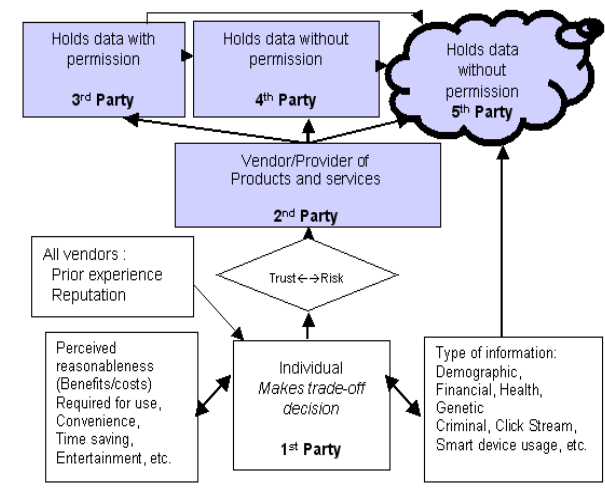 Holds data with
permission
3rd Party
Holds data without
permission
4th Party
Holds data
without
permission
5th Party
Vendor/Provider of
Products and services
2nd Party
All vendors :
Prior experience
Reputation
Trust←→Risk
Perceived
reasonableness
(Benefits/costs)
Required for use,
Convenience,
Time saving,
Entertainment, etc.
Individual
Makes trade-off
decision
1st Party
Type of information:
Demographic,
Financial, Health,
Genetic
Criminal, Click Stream,
Smart device usage, etc.